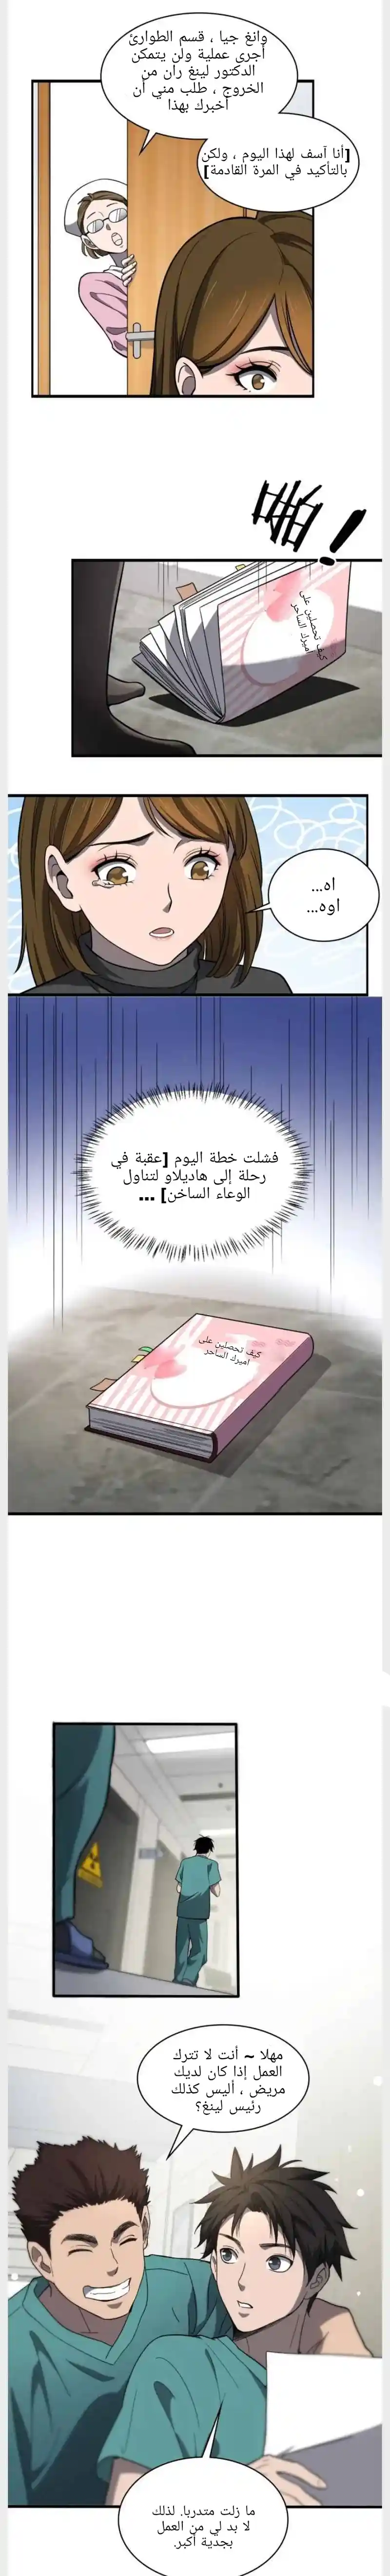 وانغ جيا ، قسم الطوارئ
أجرى عملية ولن يتمكن
الدكتور لينغ ران من
الخروج ، طلب مني أن
أخبرك بهذا
[أنا آسف لهذا اليوم ، ولكن
بالتأكيد في المرة القادمة]
啪!
كيف تحصلين على
اميرك الساحر
اه...
اوه...
فشلت خطة اليوم [عقبة في
رحلة إلى هاديلاو لتناول
الوعاء الساخن] ...
كيف تحصلين على
اميرك الساحر
مهلا ~ أنت لا تترك
العمل إذا كان لديك
مريض ، أليس كذلك
رئيس لينغ؟
ما زلت متدربا. لذلك
لا بد لي من العمل
بجدية أكبر.